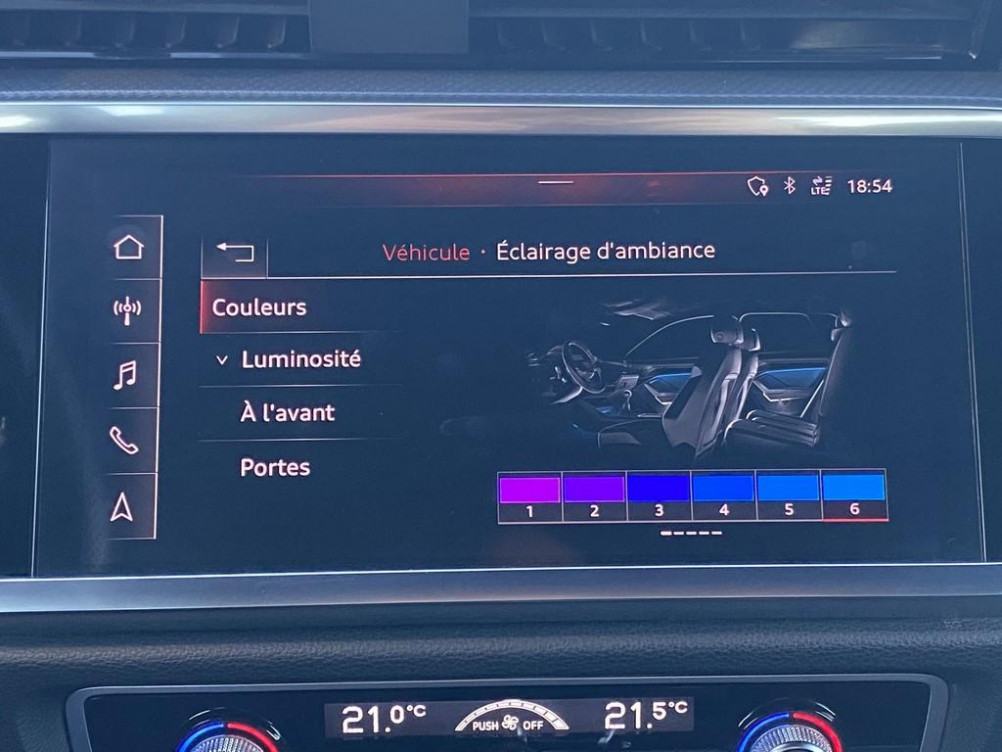 LTE 18:54
Véhicule · Éclairage d'ambiance
Couleurs
Luminosité
À l'avant
Portes
1 2 3 4 5 6
21.0°C PUSH OFF 21.5°C